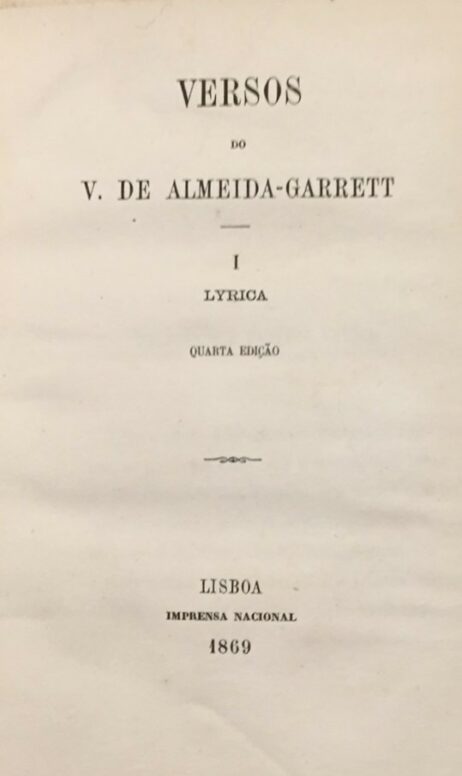 VERSOS
DO
V. DE ALMEIDA-GARRETT
I
LYRICA
QUARTA EDIÇÃO
LISBOA
IMPRENSA NACIONAL
1869